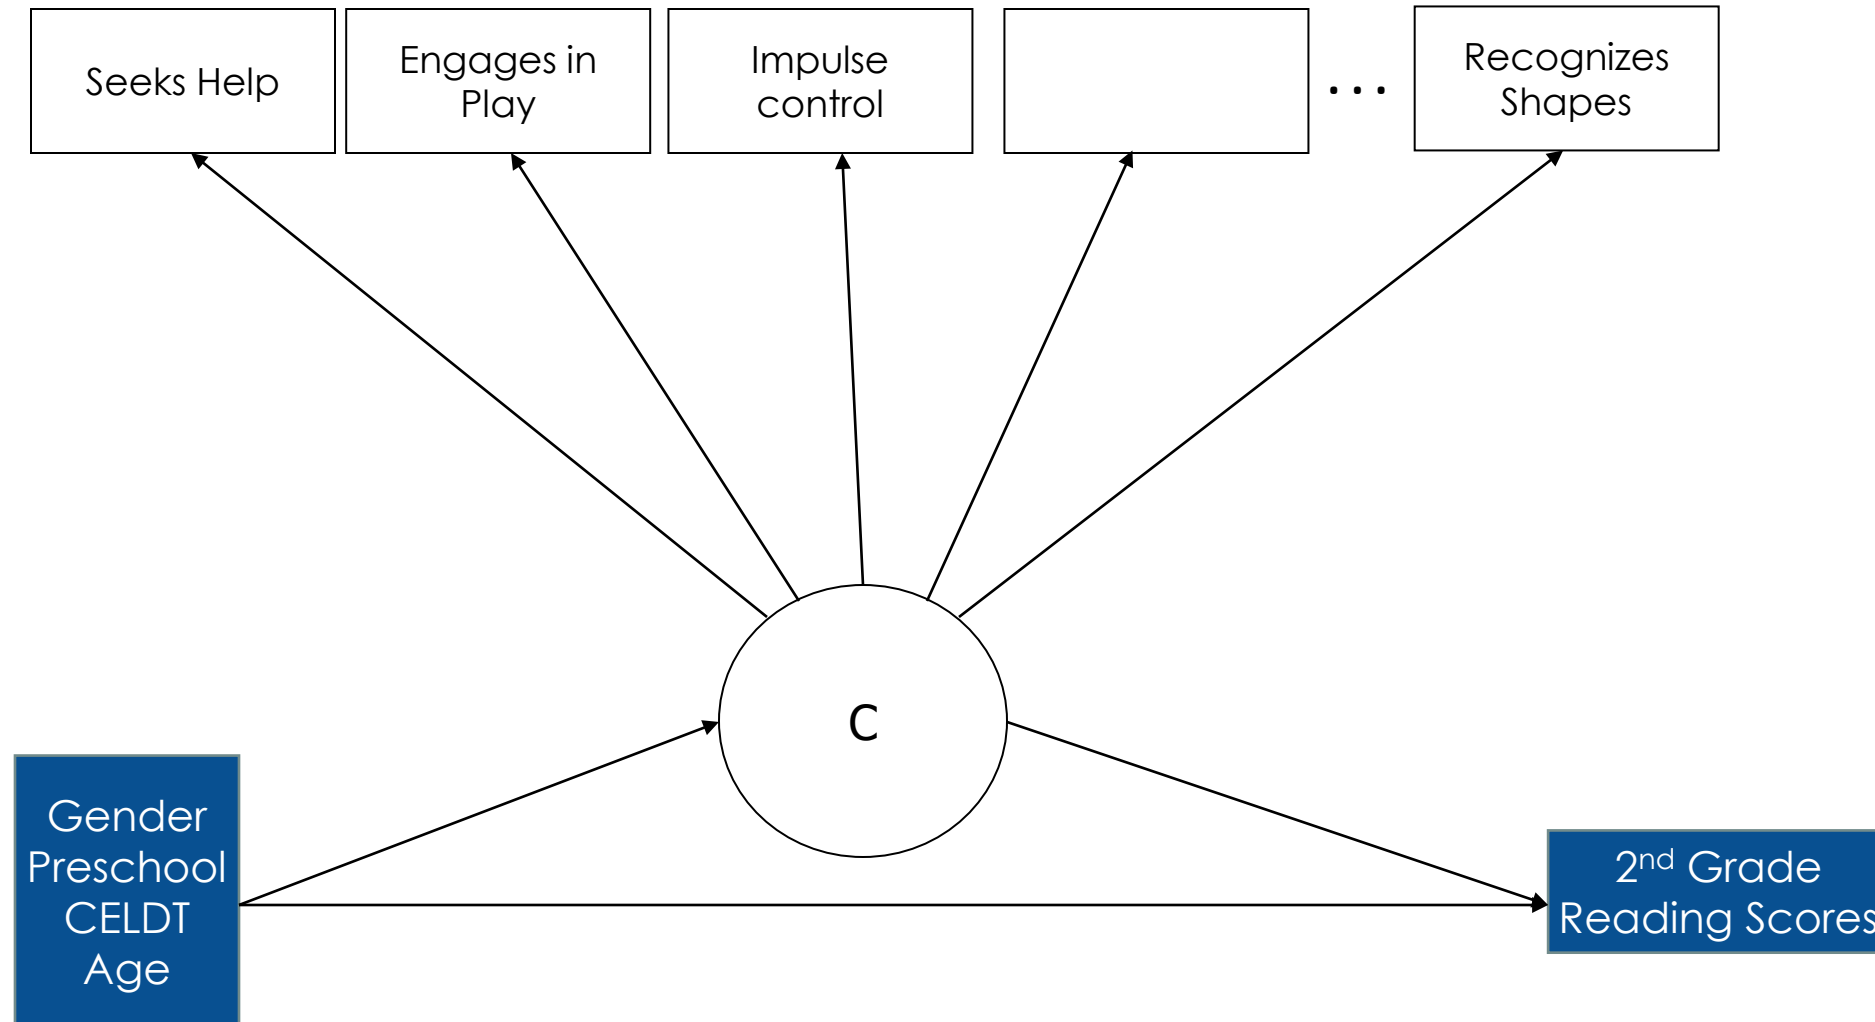 Seeks Help
Engages in
Play
Impulse
control
...
Recognizes
Shapes
C
Gender
Preschool
CELDT
Age
2nd Grade
Reading Scores